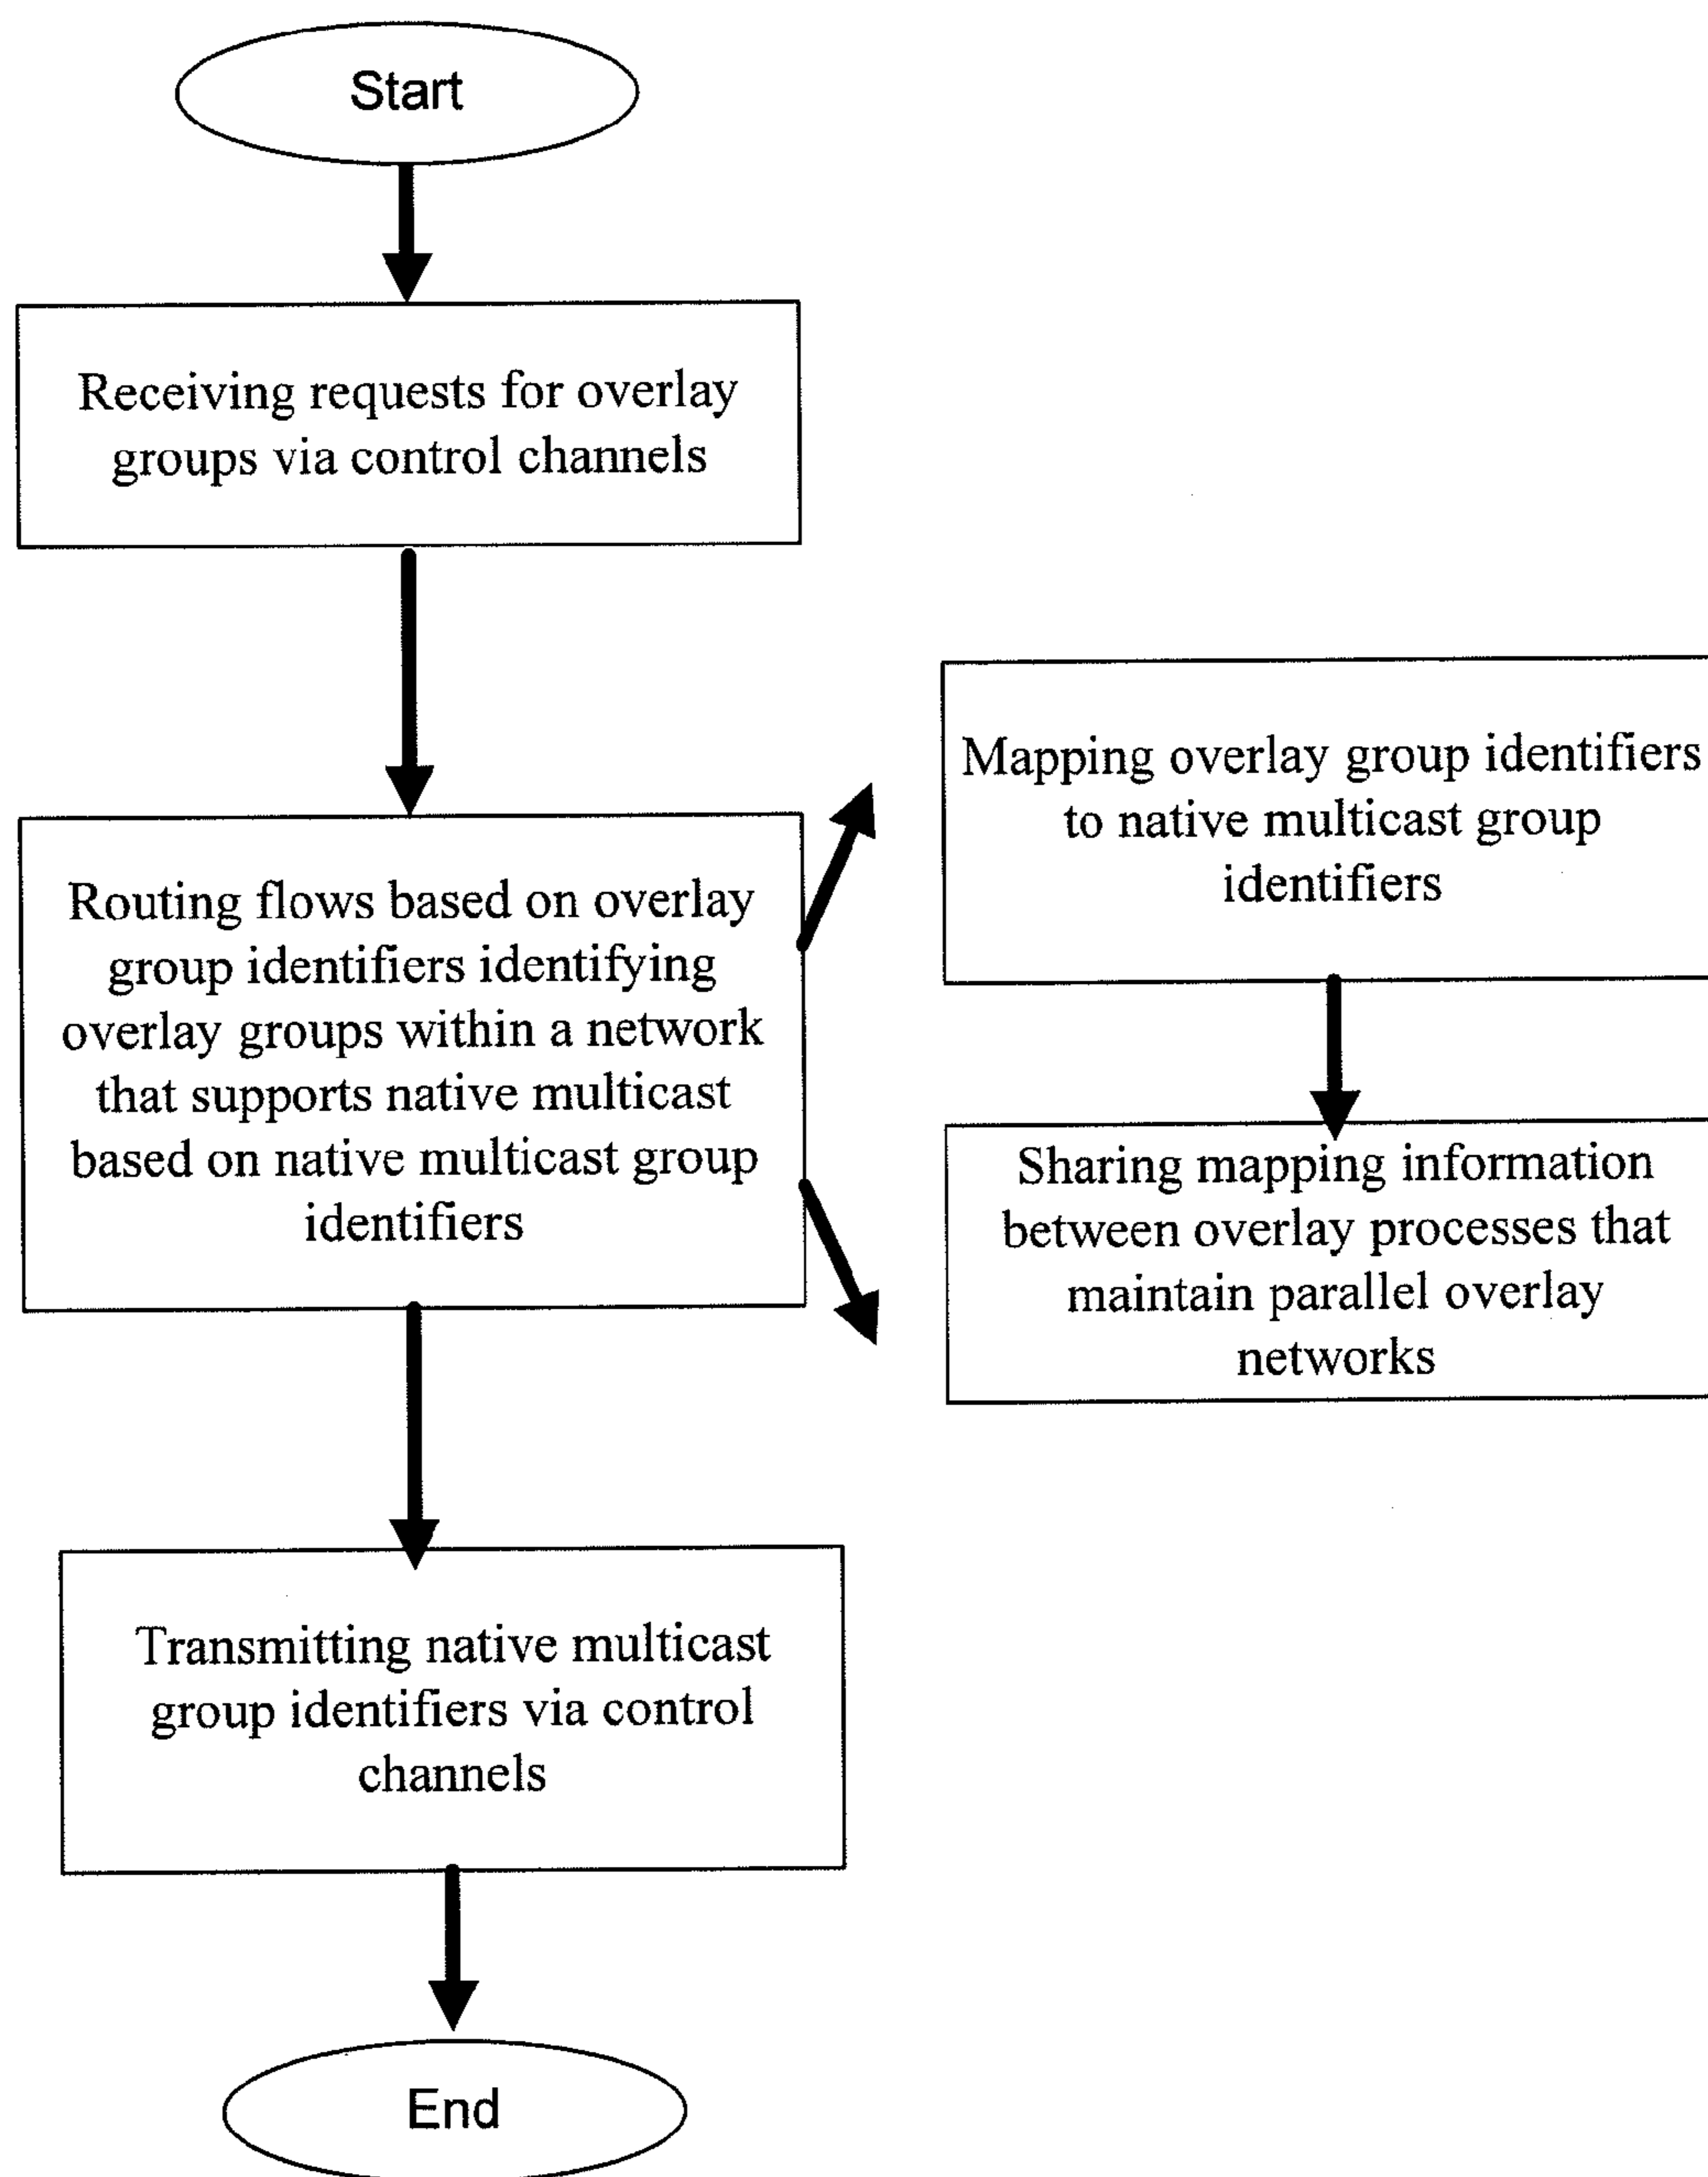 Start
Receiving requests for overlay
groups via control channels
Routing flows based on overlay
group identifiers identifying
overlay groups within a network
that supports native multicast
based on native multicast group
identifiers
Mapping overlay group identifiers
to native multicast group
identifiers
Sharing mapping information
between overlay processes that
maintain parallel overlay
networks
Transmitting native multicast
group identifiers via control
channels
End